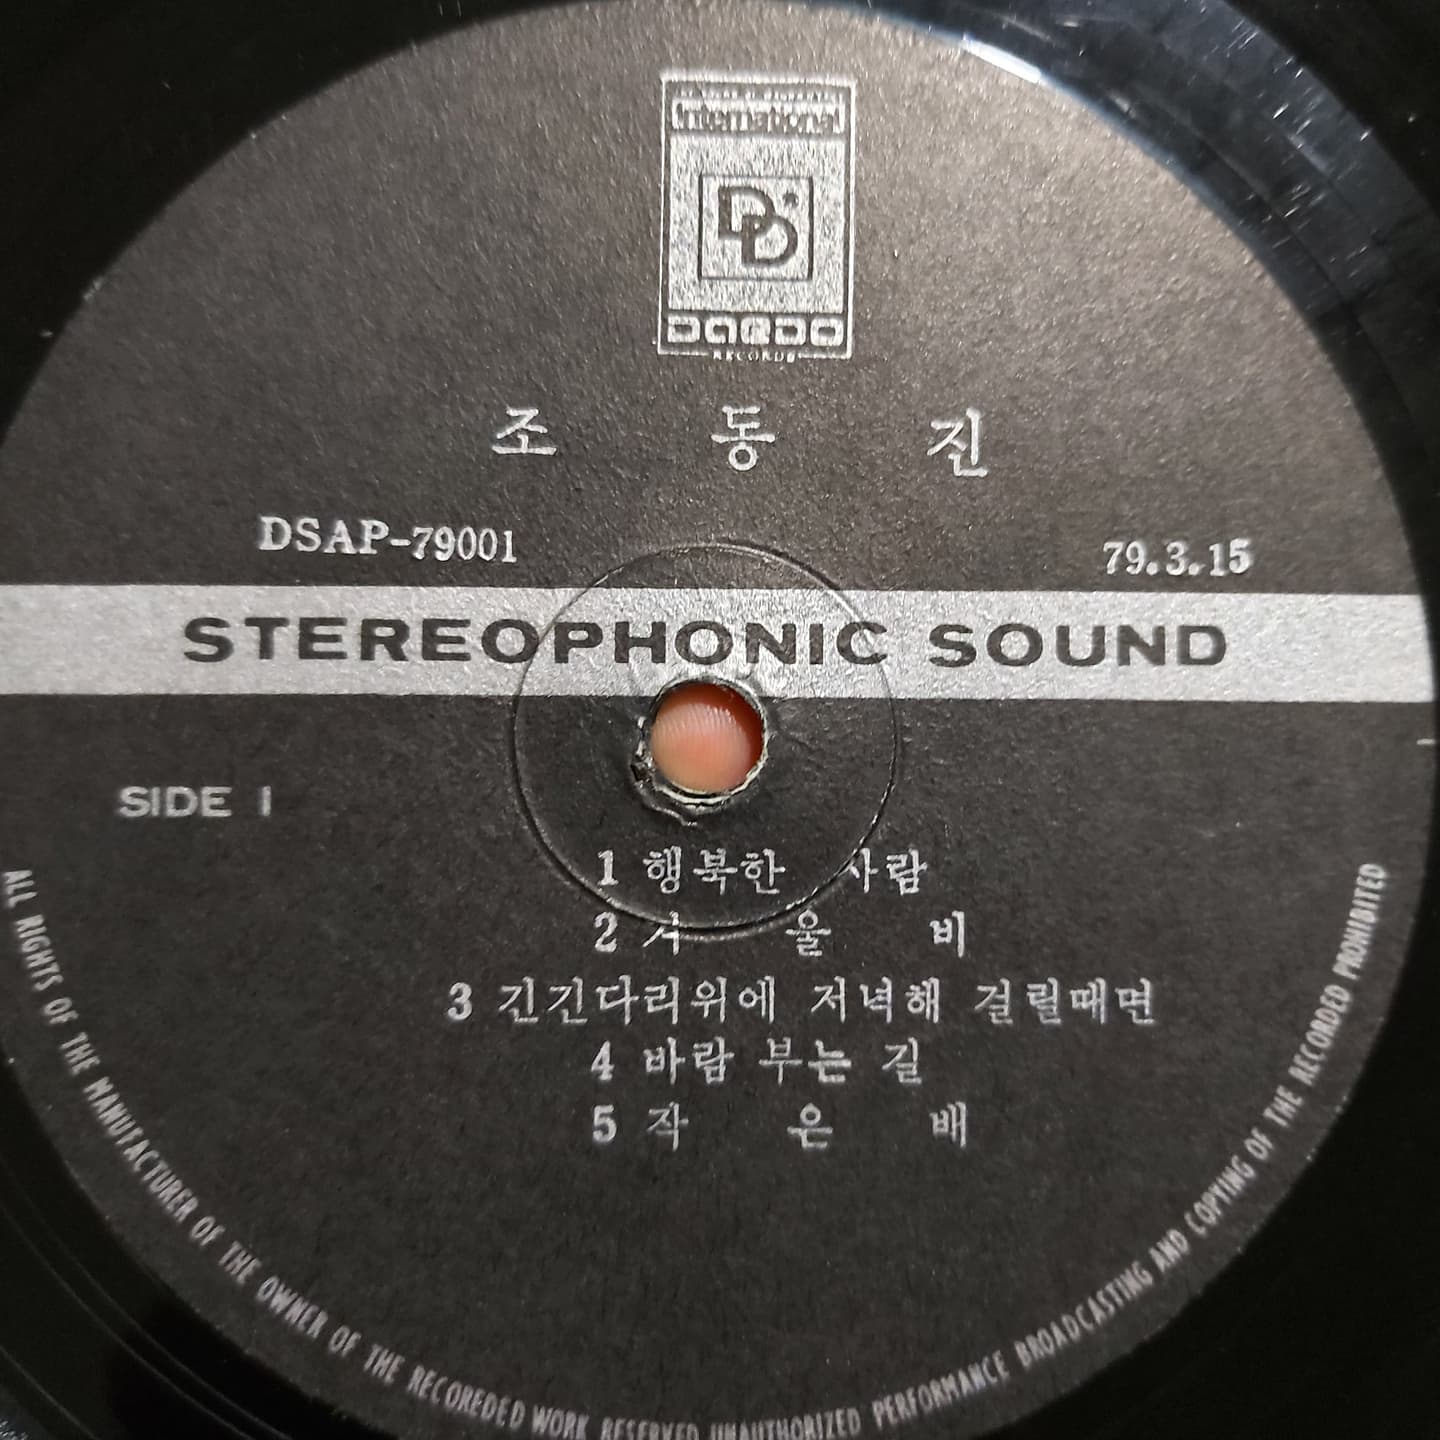 International
DD
DAEDO
RECORDS
조 동 진
DSAP-79001
79.3.15
STEREOPHONIC SOUND
SIDE 1
1 행복한 사람
2 겨 울 비
3 긴긴다리위에 저녁해 걸릴때면
4 바람 부는 길
5 작 은 배
ALL RIGHTS OF THE MANUFACTURER OF THE OWNER OF THE RECOREDED WORK RESERVED UNAUTHORIZED PERFORMANCE BROADCASTING AND COPYING OF THE RECORDED PROHIBITED